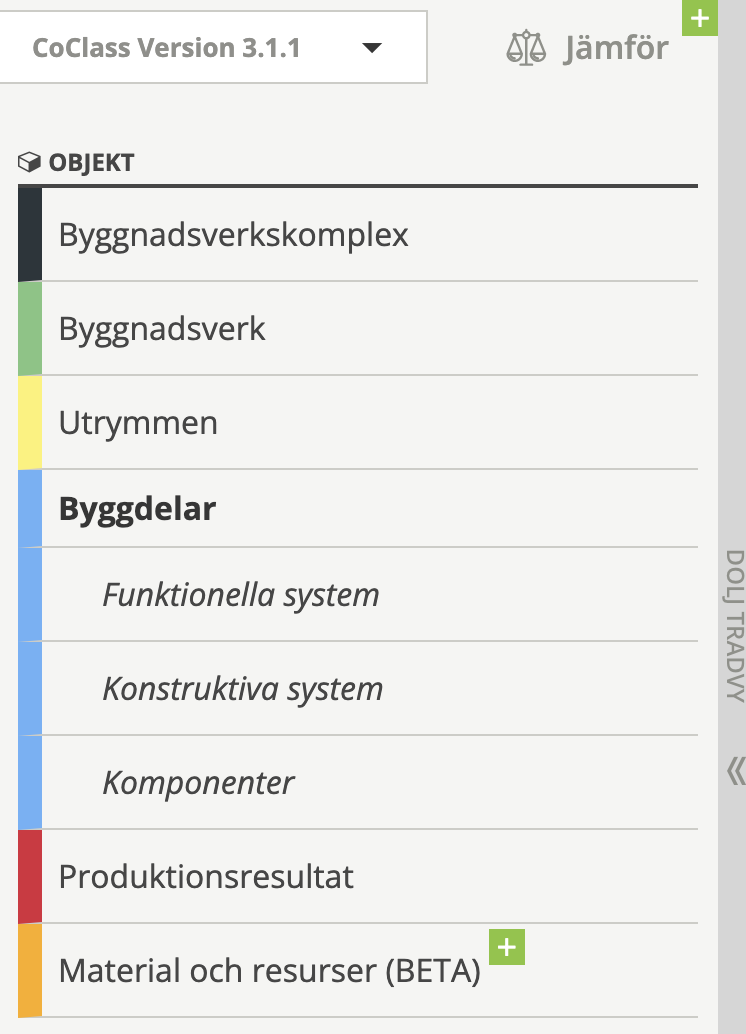 CoClass Version 3.1.1
Jämför
OBJEKT
Byggnadsverkskomplex
Byggnadsverk
Utrymmen
Byggdelar
Funktionella system
Konstruktiva system
Komponenter
Produktionsresultat
Material och resurser (BETA)
DÖLJ TRÄDVY